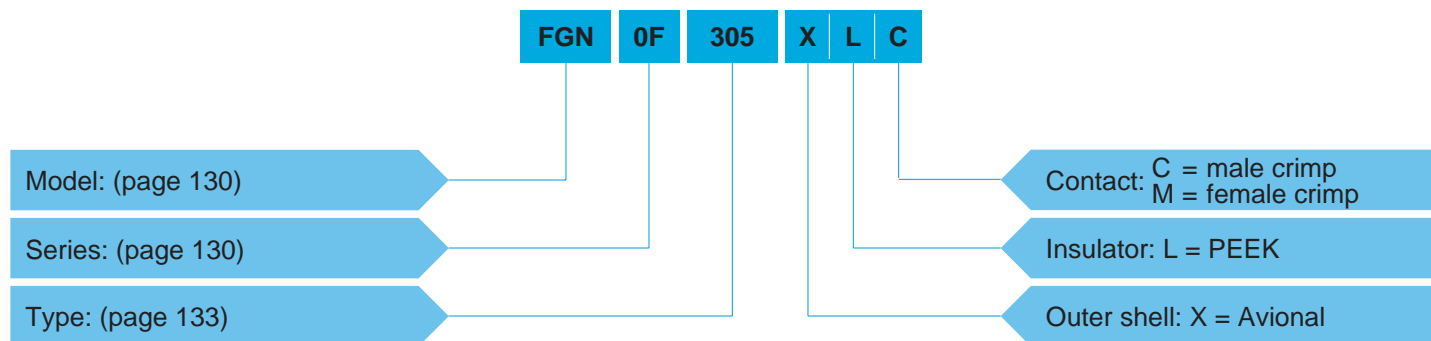 FGN 0F 305 X L C
Model: (page 130)
Series: (page 130)
Type: (page 133)
Contact: C = male crimp
M = female crimp
Insulator: L = PEEK
Outer shell: X = Avional